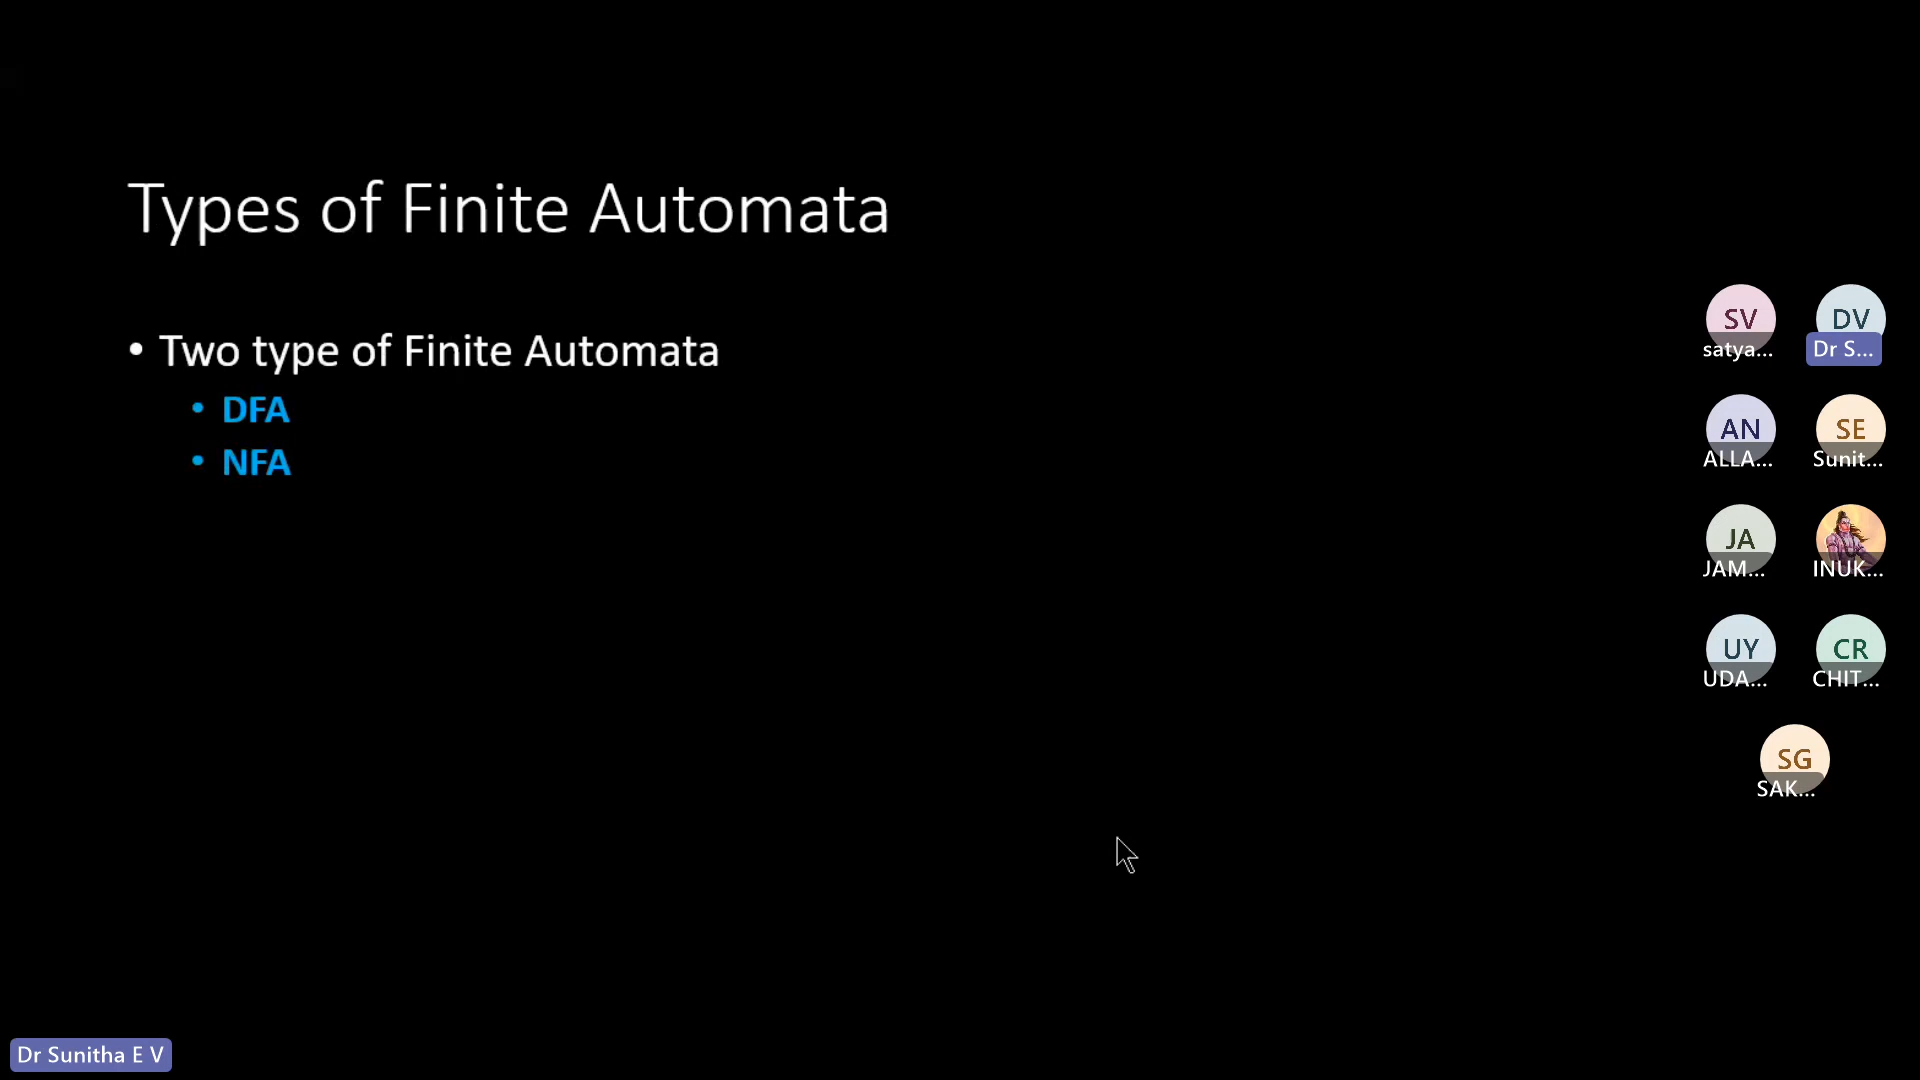 Types of Finite Automata
• Two type of Finite Automata
• DFA
• NFA
SV
satya...
DV
Dr S...
AN
ALLA...
SE
Sunit...
JA
JAM...
INUK...
UY
UDA...
CR
CHIT...
SG
SAK...
Dr Sunitha E V